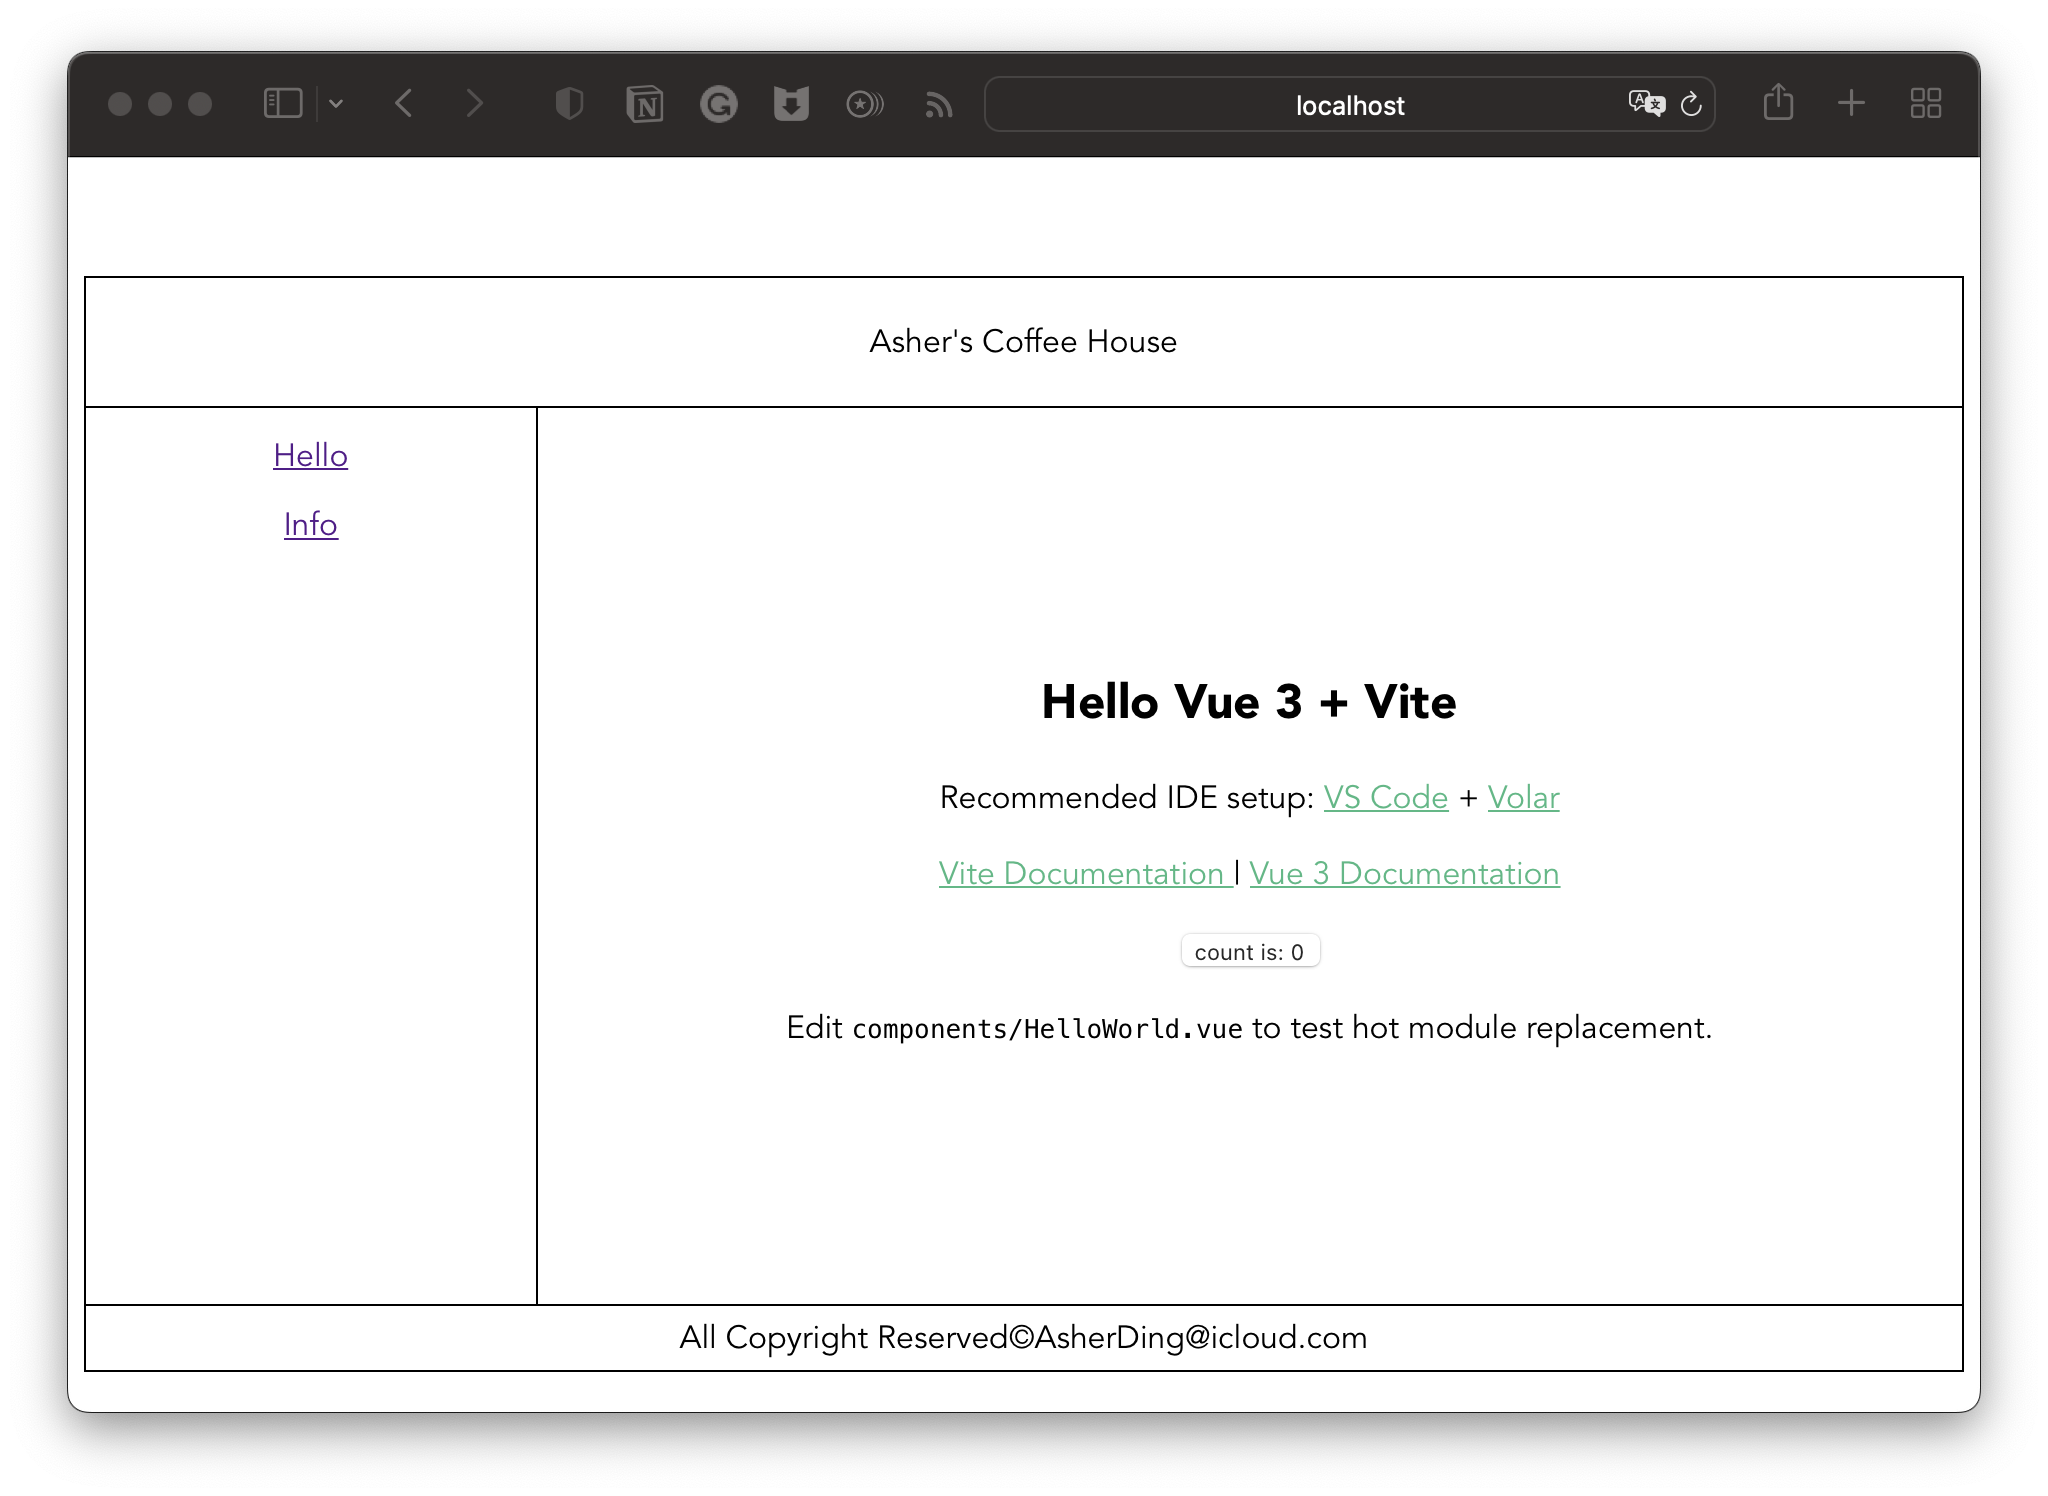 localhost
Asher's Coffee House
Hello
Info
Hello Vue 3 + Vite
Recommended IDE setup: VS Code + Volar
Vite Documentation | Vue 3 Documentation
count is: 0
Edit components/HelloWorld.vue to test hot module replacement.
All Copyright Reserved©AsherDing@icloud.com